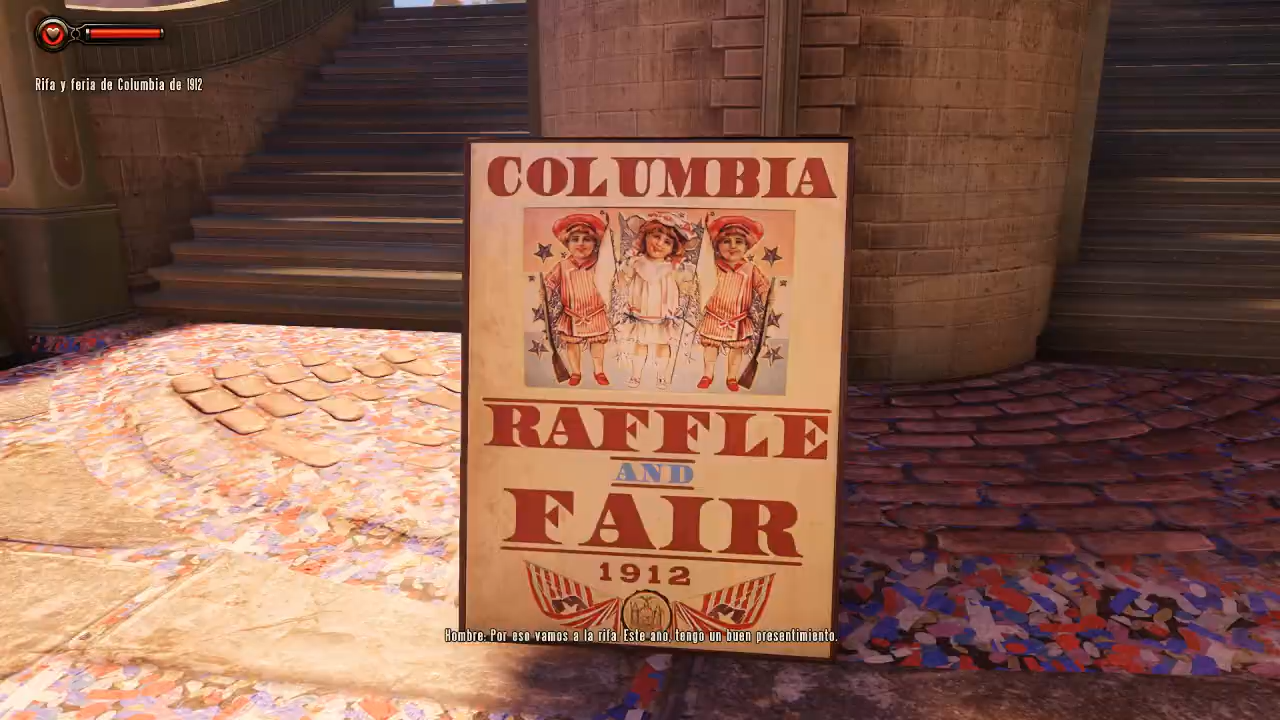 Rifa y feria de Columbia de 1912
COLUMBIA
RAFFLE
AND
FAIR
1912
Hombre: Por eso vamos a la rifa. Este año, tengo un buen presentimiento.